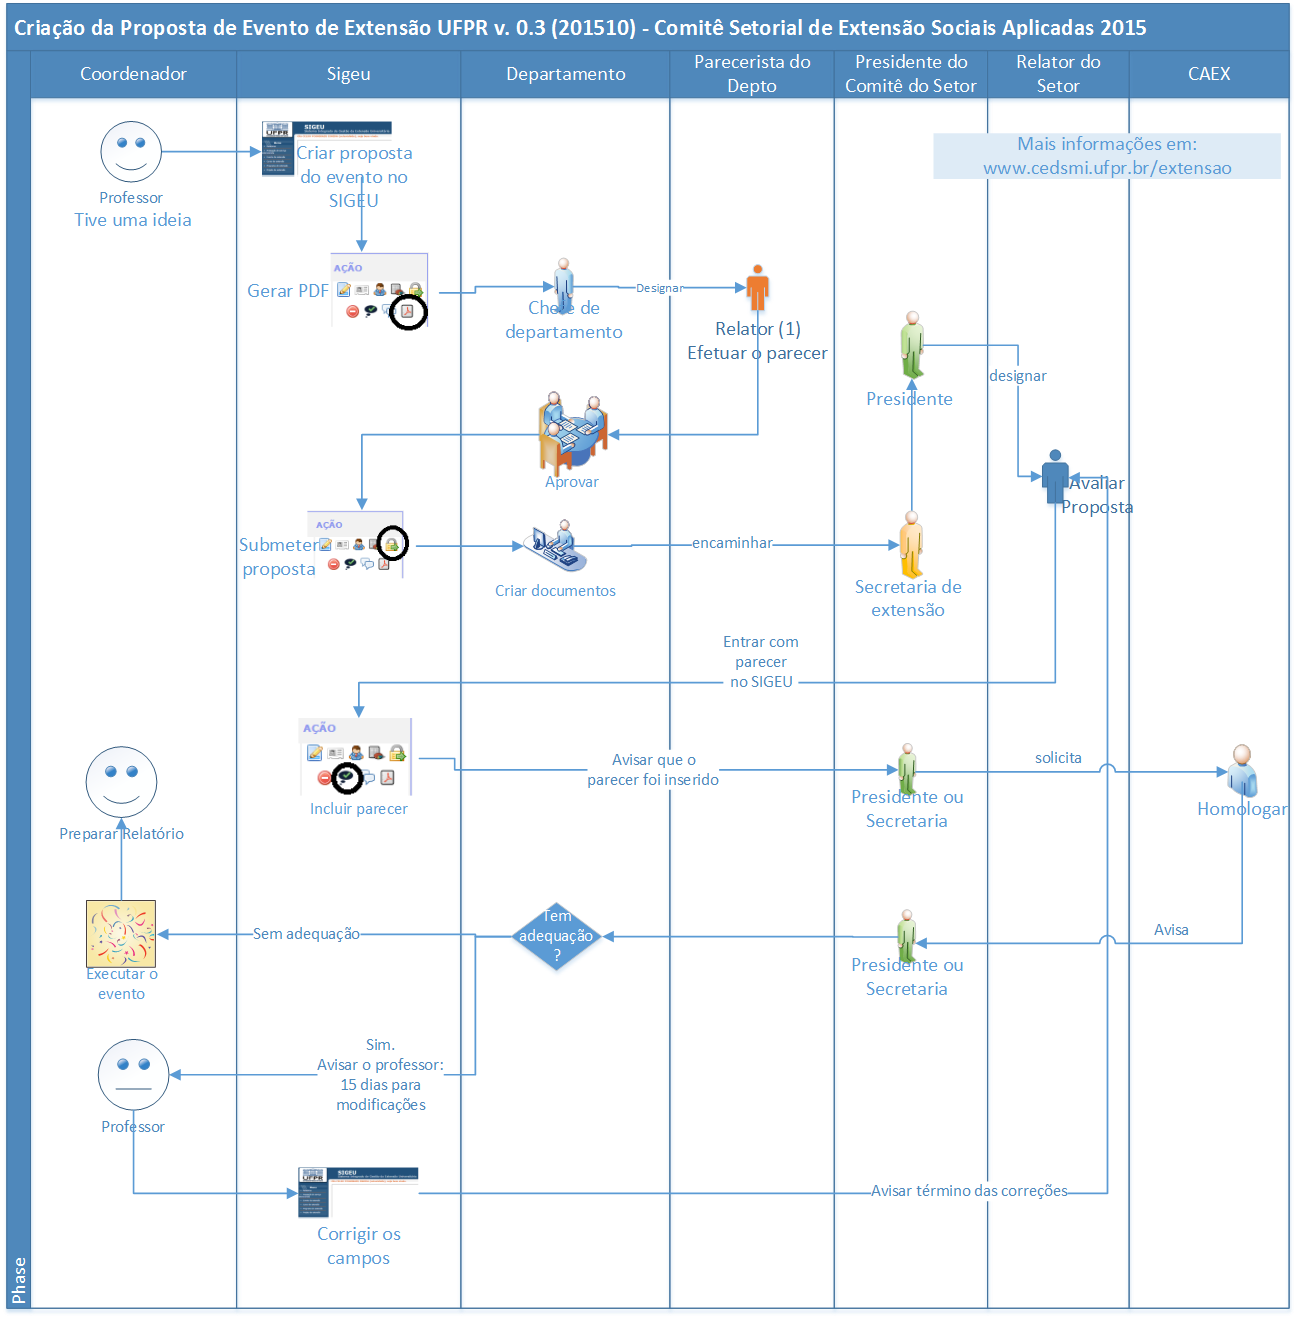 Criação da Proposta de Evento de Extensão UFPR v. 0.3 (201510) - Comitê Setorial de Extensão Sociais Aplicadas 2015
Coordenador
Sigeu
Departamento
Parecerista do
Depto
Presidente do
Comitê do Setor
Relator do
Setor
CAEX
Phase
Mais informações em:
www.cedsmi.ufpr.br/extensao
Professor
Tive uma ideia
SIGEU
UFPR
Criar proposta
do evento no
SIGEU
Gerar PDF
AÇÃO
Chefe de
departamento
Designar
Relator (1)
Efetuar o parecer
Presidente
designar
Aprovar
Avaliar
Proposta
AÇÃO
Submeter
proposta
Criar documentos
encaminhar
Secretaria de
extensão
Entrar com
parecer
no SIGEU
AÇÃO
Incluir parecer
Avisar que o
parecer foi inserido
Presidente ou
Secretaria
solicita
Homologar
Preparar Relatório
Executar o
evento
Sem adequação
Tem
adequação
?
Presidente ou
Secretaria
Avisa
Sim.
Avisar o professor:
15 dias para
modificações
Professor
SIGEU
UFPR
Corrigir os
campos
Avisar término das correções